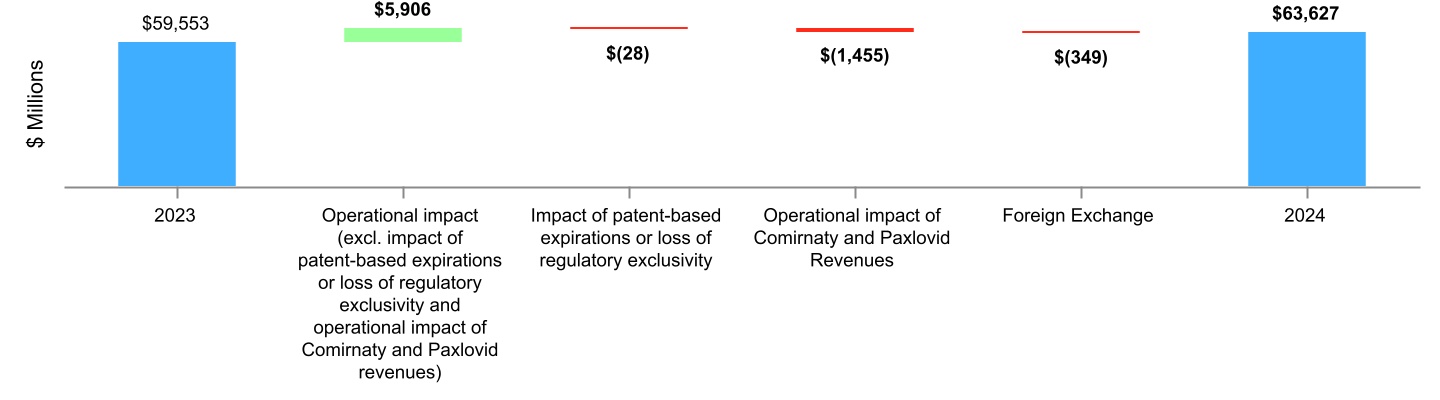 $59,553
$5,906
$(28)
$(1,455)
$(349)
$63,627
$ Millions
2023
Operational impact
(excl. impact of
patent-based expirations
or loss of regulatory
exclusivity and
operational impact of
Comirnaty and Paxlovid
revenues)
Impact of patent-based
expirations or loss of
regulatory exclusivity
Operational impact of
Comirnaty and Paxlovid
Revenues
Foreign Exchange
2024